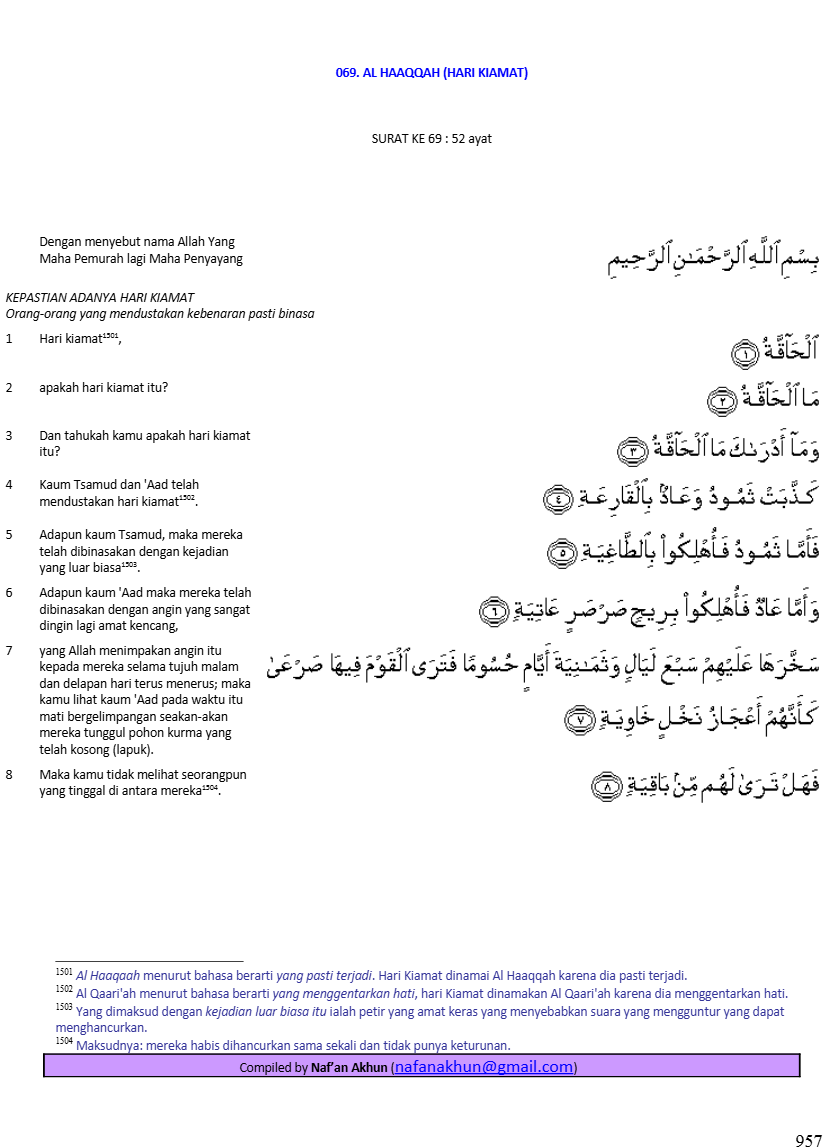 069. AL HAAQQAH (HARI KIAMAT)
SURAT KE 69 : 52 ayat
Dengan menyebut nama Allah Yang
Maha Pemurah lagi Maha Penyayang
بِسْمِ ٱللَّهِ ٱلرَّحْمَـٰنِ ٱلرَّحِيمِ
KEPASTIAN ADANYA HARI KIAMAT
Orang-orang yang mendustakan kebenaran pasti binasa
1 Hari kiamat¹⁵⁰¹,
ٱلْحَآقَّةُ ﴿١﴾
2 apakah hari kiamat itu?
مَا ٱلْحَآقَّةُ ﴿٢﴾
3 Dan tahukah kamu apakah hari kiamat
itu?
وَمَآ أَدْرَىٰكَ مَا ٱلْحَآقَّةُ ﴿٣﴾
4 Kaum Tsamud dan 'Aad telah
mendustakan hari kiamat¹⁵⁰².
كَذَّبَتْ ثَمُودُ وَعَادٌۢ بِٱلْقَارِعَةِ ﴿٤﴾
5 Adapun kaum Tsamud, maka mereka
telah dibinasakan dengan kejadian
yang luar biasa¹⁵⁰³.
فَأَمَّا ثَمُودُ فَأُهْلِكُوا۟ بِٱلطَّاغِيَةِ ﴿٥﴾
6 Adapun kaum 'Aad maka mereka telah
dibinasakan dengan angin yang sangat
dingin lagi amat kencang,
وَأَمَّا عَادٌ فَأُهْلِكُوا۟ بِرِيحٍ صَرْصَرٍ عَاتِيَةٍ ﴿٦﴾
7 yang Allah menimpakan angin itu
kepada mereka selama tujuh malam
dan delapan hari terus menerus; maka
kamu lihat kaum 'Aad pada waktu itu
mati bergelimpangan seakan-akan
mereka tunggul pohon kurma yang
telah kosong (lapuk).
سَخَّرَهَا عَلَيْهِمْ سَبْعَ لَيَالٍ وَثَمَـٰنِيَةَ أَيَّامٍ حُسُومًا فَتَرَى ٱلْقَوْمَ فِيهَا صَرْعَىٰ
كَأَنَّهُمْ أَعْجَازُ نَخْلٍ خَاوِيَةٍ ﴿٧﴾
8 Maka kamu tidak melihat seorangpun
yang tinggal di antara mereka¹⁵⁰⁴.
فَهَلْ تَرَىٰ لَهُم مِّنۢ بَاقِيَةٍ ﴿٨﴾
¹⁵⁰¹ Al Haaqaah menurut bahasa berarti yang pasti terjadi. Hari Kiamat dinamai Al Haaqqah karena dia pasti terjadi.
¹⁵⁰² Al Qaari'ah menurut bahasa berarti yang menggentarkan hati, hari Kiamat dinamakan Al Qaari'ah karena dia menggentarkan hati.
¹⁵⁰³ Yang dimaksud dengan kejadian luar biasa itu ialah petir yang amat keras yang menyebabkan suara yang mengguntur yang dapat
menghancurkan.
¹⁵⁰⁴ Maksudnya: mereka habis dihancurkan sama sekali dan tidak punya keturunan.
Compiled by Naf’an Akhun (nafanakhun@gmail.com)
957